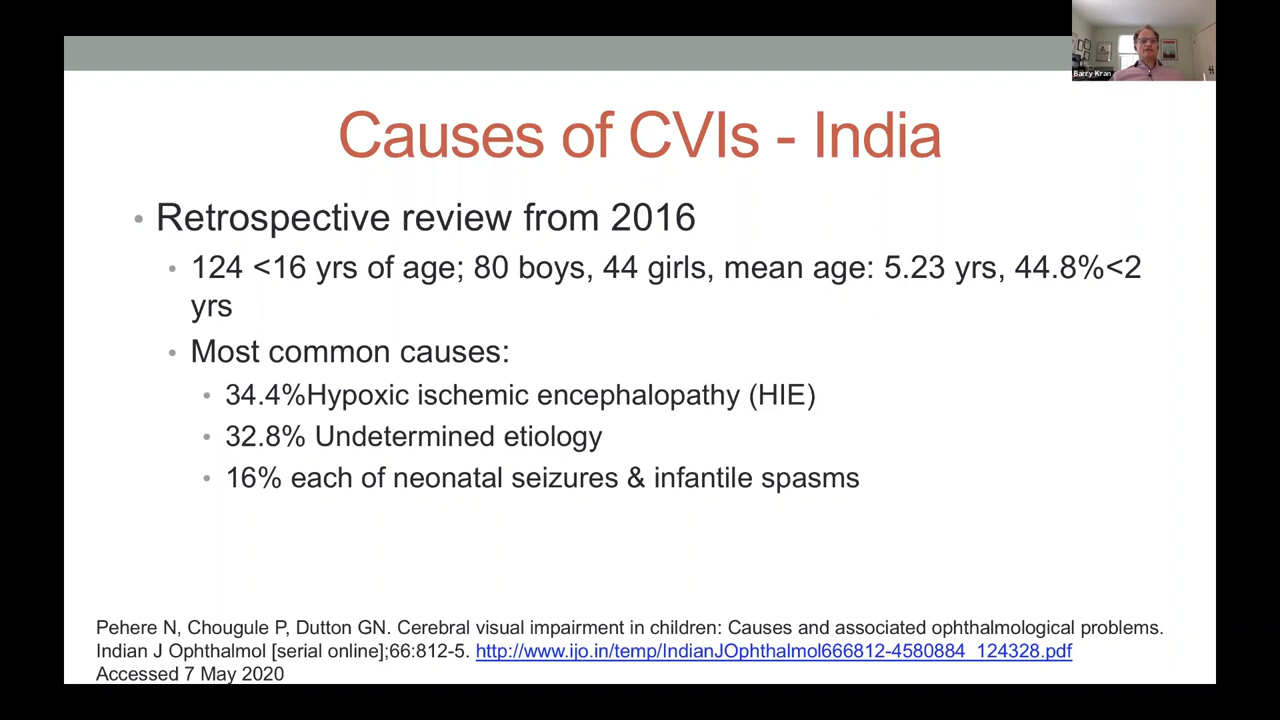 Barry Kran
Causes of CVIs - India
• Retrospective review from 2016
• 124 <16 yrs of age; 80 boys, 44 girls, mean age: 5.23 yrs, 44.8%<2
yrs
• Most common causes:
• 34.4%Hypoxic ischemic encephalopathy (HIE)
• 32.8% Undetermined etiology
• 16% each of neonatal seizures & infantile spasms
Pehere N, Chougule P, Dutton GN. Cerebral visual impairment in children: Causes and associated ophthalmological problems.
Indian J Ophthalmol [serial online];66:812-5. http://www.ijo.in/temp/IndianJOphthalmol666812-4580884_124328.pdf
Accessed 7 May 2020